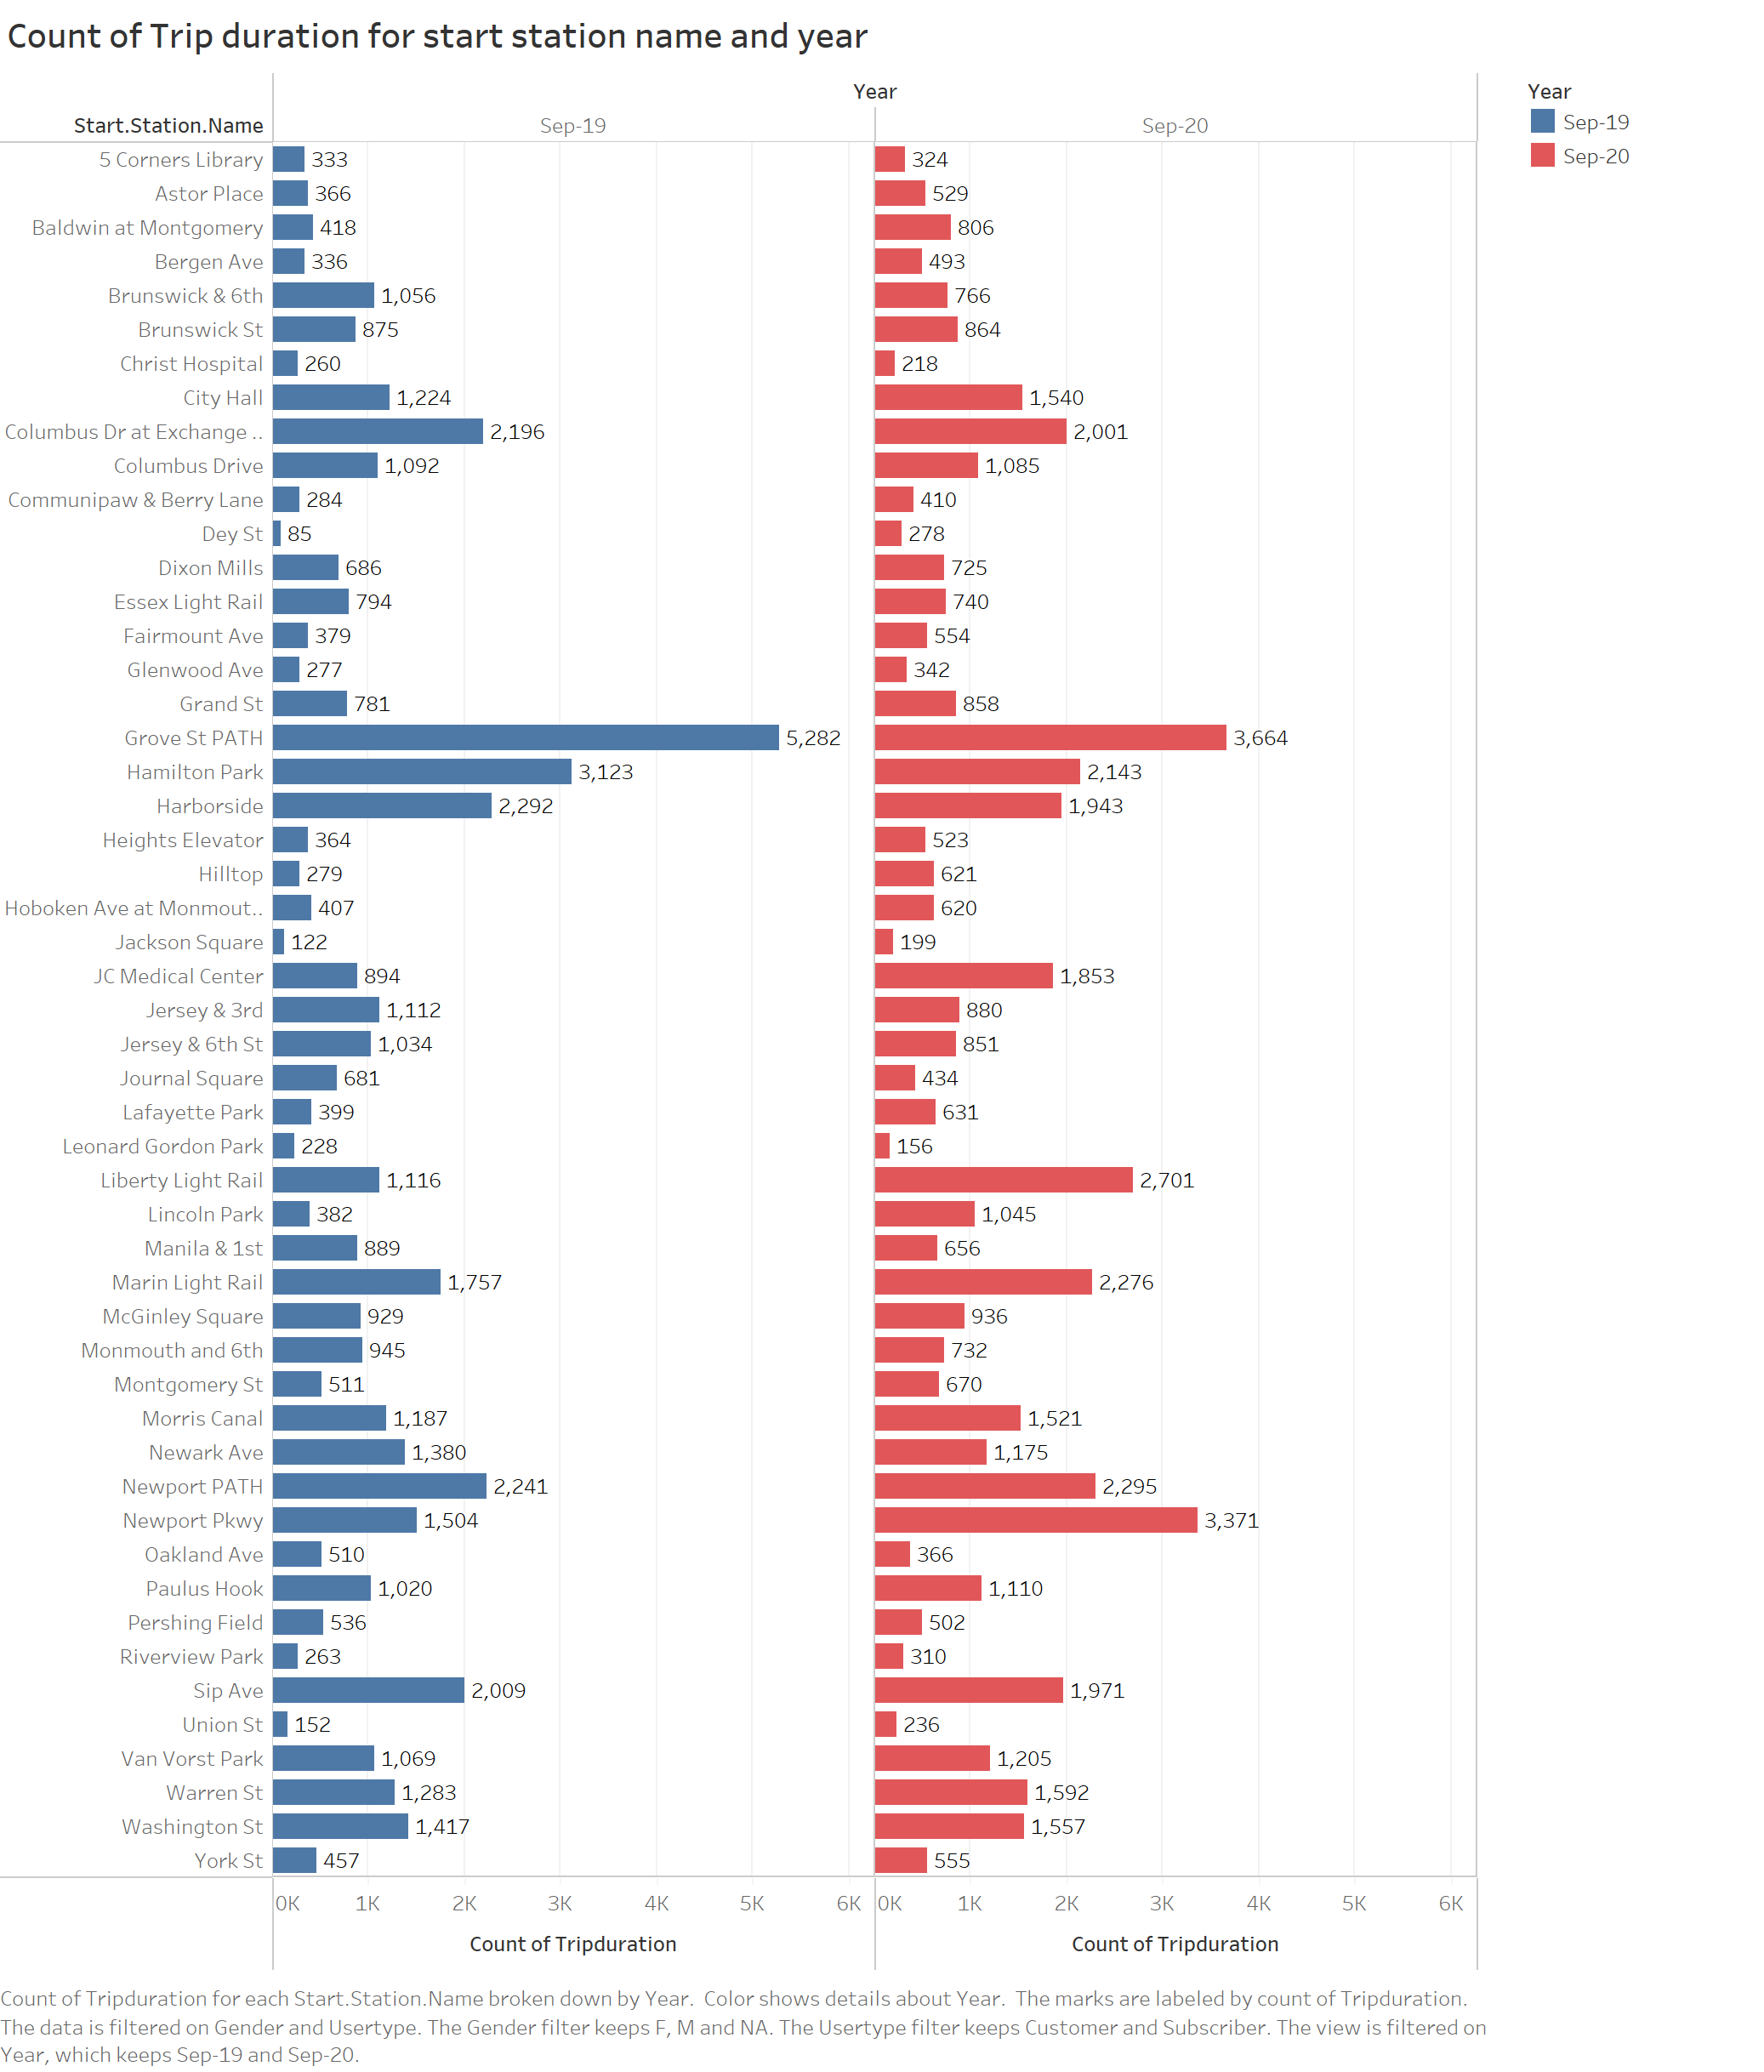 Count of Trip duration for start station name and year
Year
Start.Station.Name Sep-19 Sep-20
Year
Sep-19
Sep-20
5 Corners Library 333 324
Astor Place 366 529
Baldwin at Montgomery 418 806
Bergen Ave 336 493
Brunswick & 6th 1,056 766
Brunswick St 875 864
Christ Hospital 260 218
City Hall 1,224 1,540
Columbus Dr at Exchange .. 2,196 2,001
Columbus Drive 1,092 1,085
Communipaw & Berry Lane 284 410
Dey St 85 278
Dixon Mills 686 725
Essex Light Rail 794 740
Fairmount Ave 379 554
Glenwood Ave 277 342
Grand St 781 858
Grove St PATH 5,282 3,664
Hamilton Park 3,123 2,143
Harborside 2,292 1,943
Heights Elevator 364 523
Hilltop 279 621
Hoboken Ave at Monmout.. 407 620
Jackson Square 122 199
JC Medical Center 894 1,853
Jersey & 3rd 1,112 880
Jersey & 6th St 1,034 851
Journal Square 681 434
Lafayette Park 399 631
Leonard Gordon Park 228 156
Liberty Light Rail 1,116 2,701
Lincoln Park 382 1,045
Manila & 1st 889 656
Marin Light Rail 1,757 2,276
McGinley Square 929 936
Monmouth and 6th 945 732
Montgomery St 511 670
Morris Canal 1,187 1,521
Newark Ave 1,380 1,175
Newport PATH 2,241 2,295
Newport Pkwy 1,504 3,371
Oakland Ave 510 366
Paulus Hook 1,020 1,110
Pershing Field 536 502
Riverview Park 263 310
Sip Ave 2,009 1,971
Union St 152 236
Van Vorst Park 1,069 1,205
Warren St 1,283 1,592
Washington St 1,417 1,557
York St 457 555
0K 1K 2K 3K 4K 5K 6K 0K 1K 2K 3K 4K 5K 6K
Count of Tripduration Count of Tripduration
Count of Tripduration for each Start.Station.Name broken down by Year.  Color shows details about Year.  The marks are labeled by count of Tripduration.
The data is filtered on Gender and Usertype. The Gender filter keeps F, M and NA. The Usertype filter keeps Customer and Subscriber. The view is filtered on
Year, which keeps Sep-19 and Sep-20.